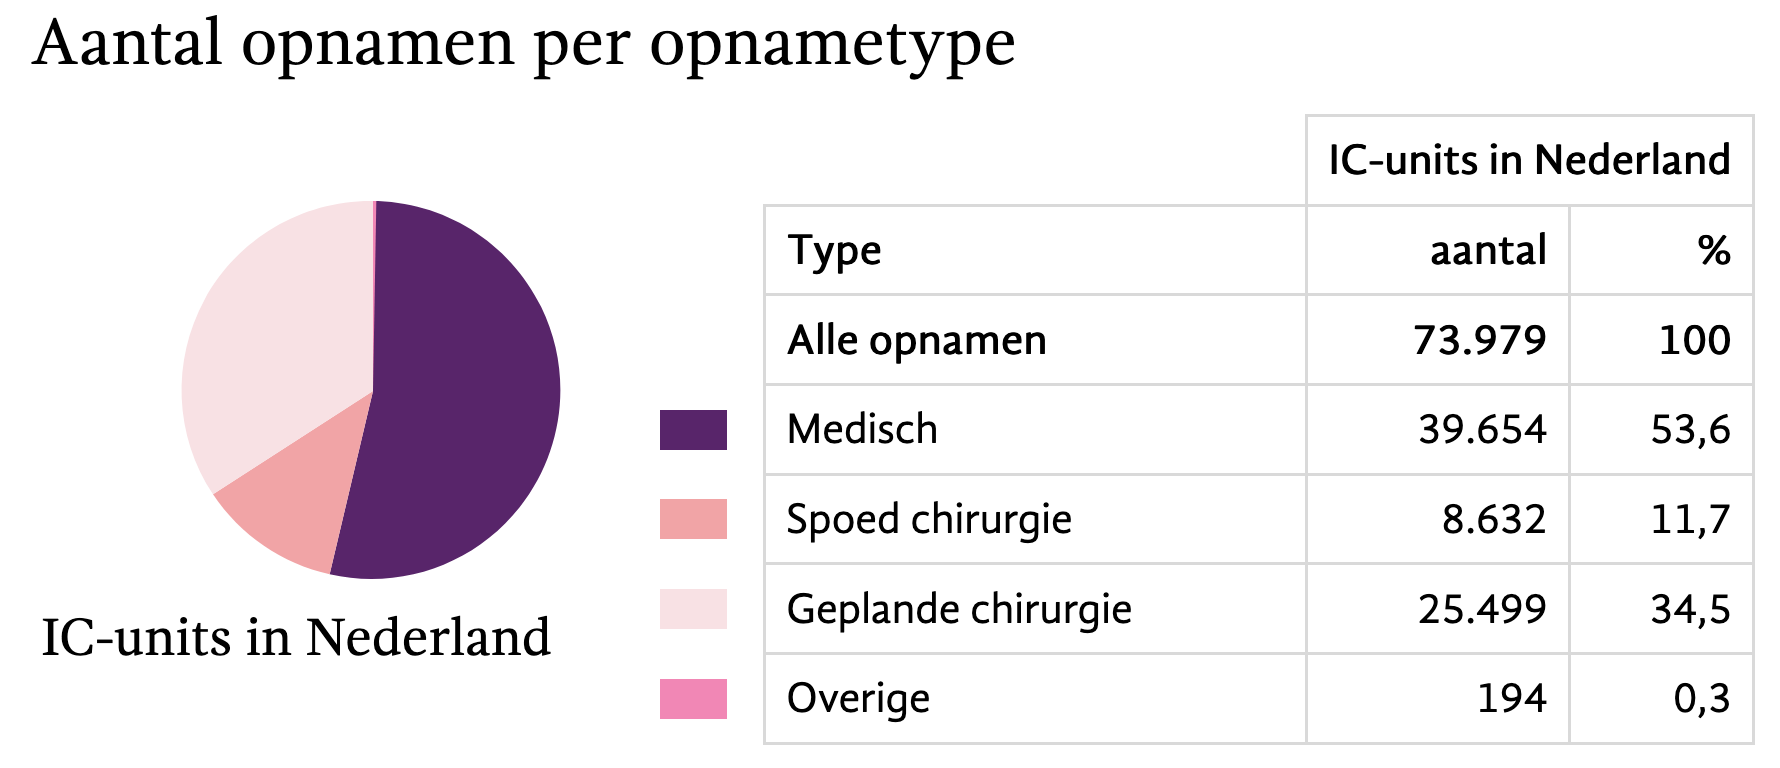 Aantal opnamen per opnametype
IC-units in Nederland
Type aantal %
Alle opnamen 73.979 100
Medisch 39.654 53,6
Spoed chirurgie 8.632 11,7
Geplande chirurgie 25.499 34,5
Overige 194 0,3
IC-units in Nederland